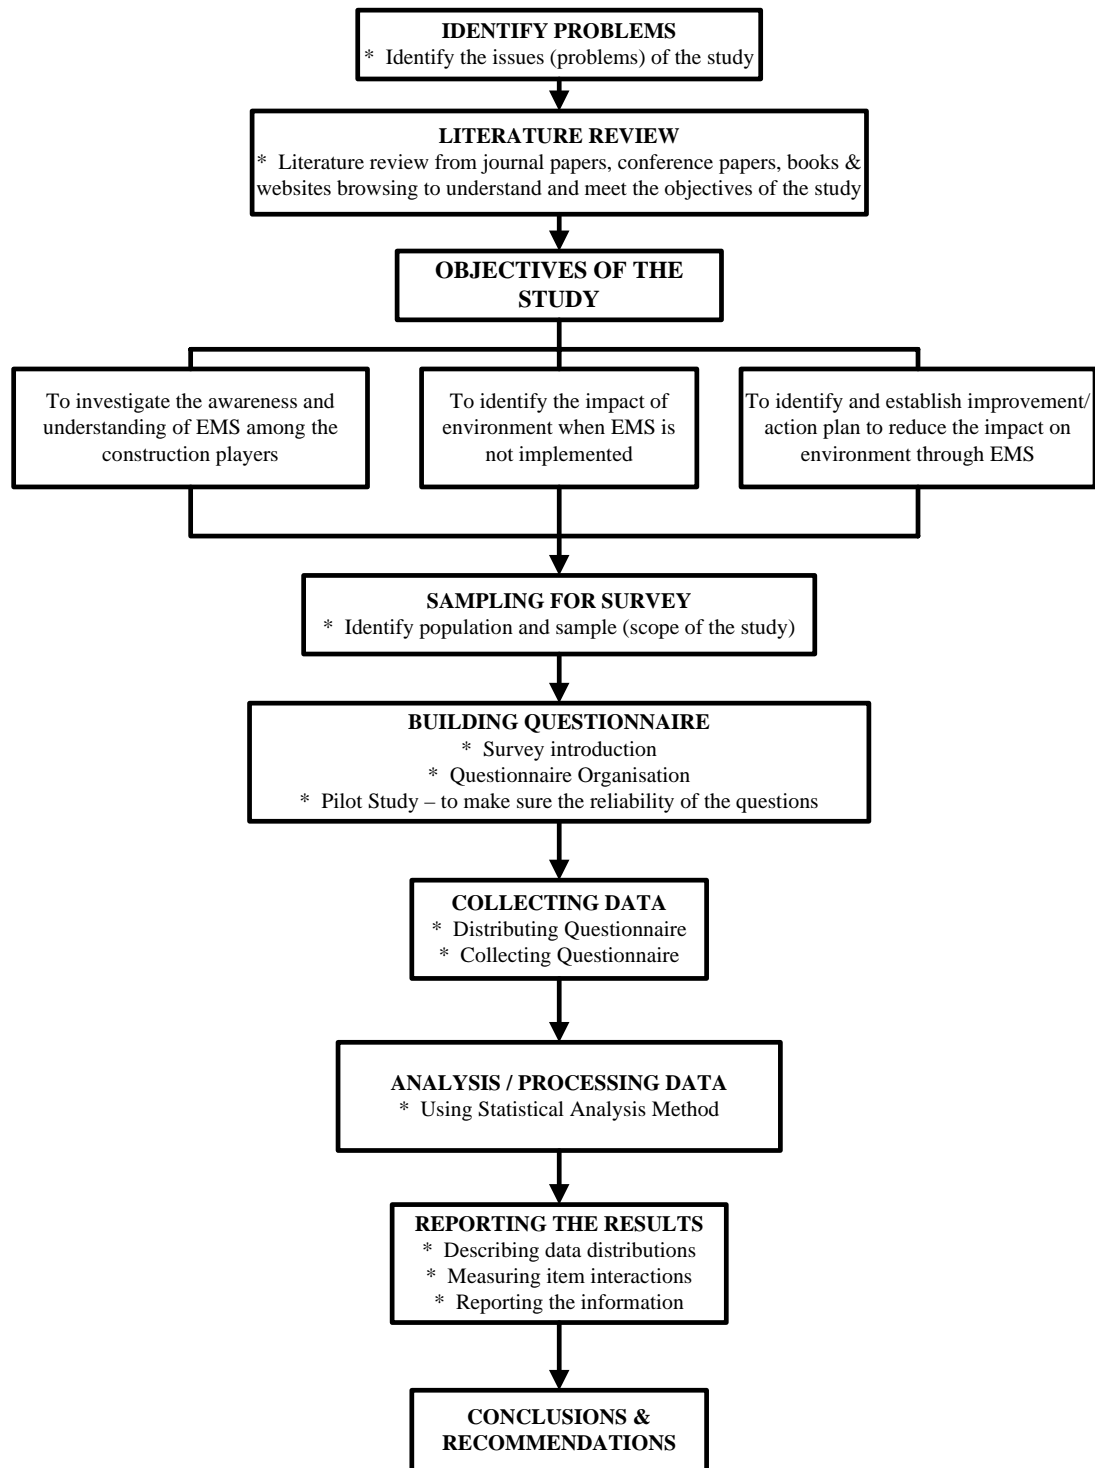 IDENTIFY PROBLEMS
* Identify the issues (problems) of the study
LITERATURE REVIEW
* Literature review from journal papers, conference papers, books &
websites browsing to understand and meet the objectives of the study
OBJECTIVES OF THE
STUDY
To investigate the awareness and
understanding of EMS among the
construction players
To identify the impact of
environment when EMS is
not implemented
To identify and establish improvement/
action plan to reduce the impact on
environment through EMS
SAMPLING FOR SURVEY
* Identify population and sample (scope of the study)
BUILDING QUESTIONNAIRE
* Survey introduction
* Questionnaire Organisation
* Pilot Study – to make sure the reliability of the questions
COLLECTING DATA
* Distributing Questionnaire
* Collecting Questionnaire
ANALYSIS / PROCESSING DATA
* Using Statistical Analysis Method
REPORTING THE RESULTS
* Describing data distributions
* Measuring item interactions
* Reporting the information
CONCLUSIONS &
RECOMMENDATIONS